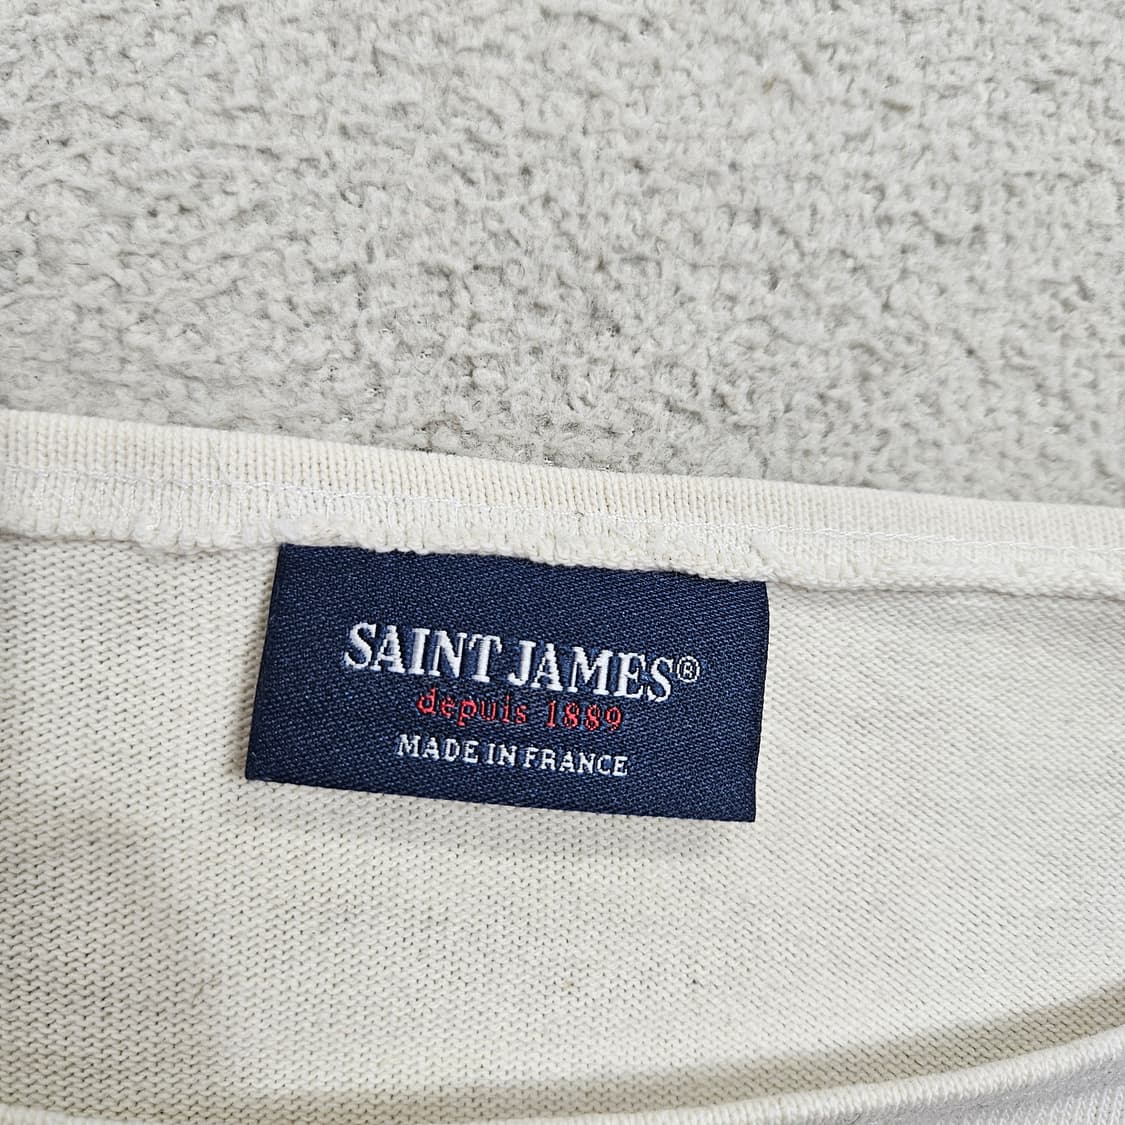 SAINT JAMES®
depuis 1889
MADE IN FRANCE